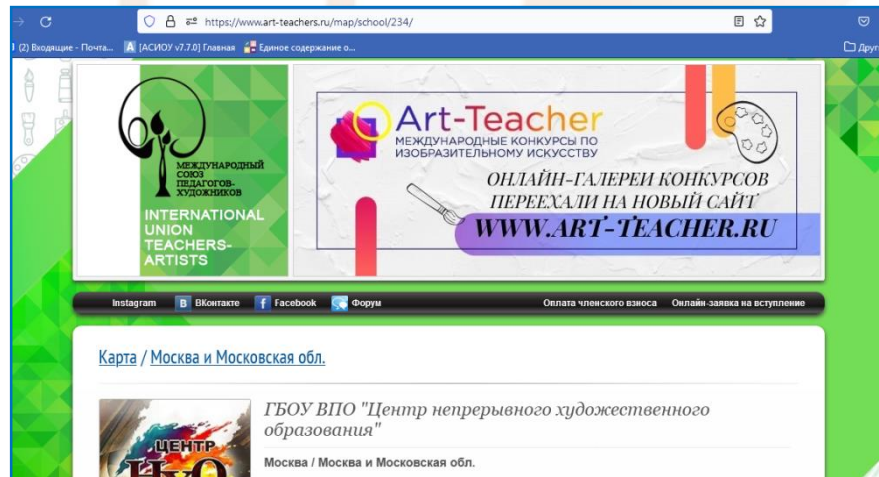 https://www.art-teachers.ru/map/school/234/
(2) Входящие - Почта...
[АСИОУ v7.7.0] Главная
Единое содержание о...
МЕЖДУНАРОДНЫЙ
СОЮЗ
ПЕДАГОГОВ-
ХУДОЖНИКОВ
INTERNATIONAL
UNION
TEACHERS-
ARTISTS
Art-Teacher
МЕЖДУНАРОДНЫЕ КОНКУРСЫ ПО
ИЗОБРАЗИТЕЛЬНОМУ ИСКУССТВУ
ОНЛАЙН-ГАЛЕРЕИ КОНКУРСОВ
ПЕРЕЕХАЛИ НА НОВЫЙ САЙТ
WWW.ART-TEACHER.RU
Instagram ВКонтакте Facebook Форум Оплата членского взноса Онлайн-заявка на вступление
Карта / Москва и Московская обл.
ГБОУ ВПО "Центр непрерывного художественного
образования"
Москва / Москва и Московская обл.
ЦЕНТР
НХО